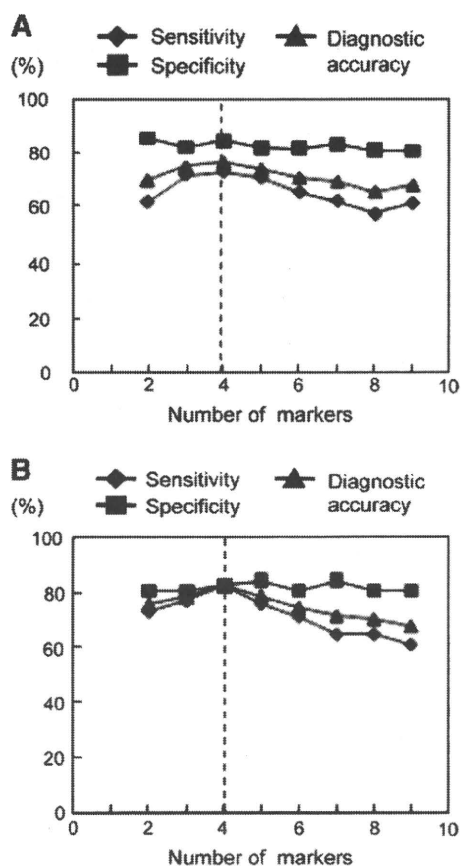 A
Sensitivity
Diagnostic
(%)
Specificity
accuracy
100
80
60
40
20
0
0 2 4 6 8 10
Number of markers
B
Sensitivity
Diagnostic
(%)
Specificity
accuracy
100
80
60
40
20
0
0 2 4 6 8 10
Number of markers